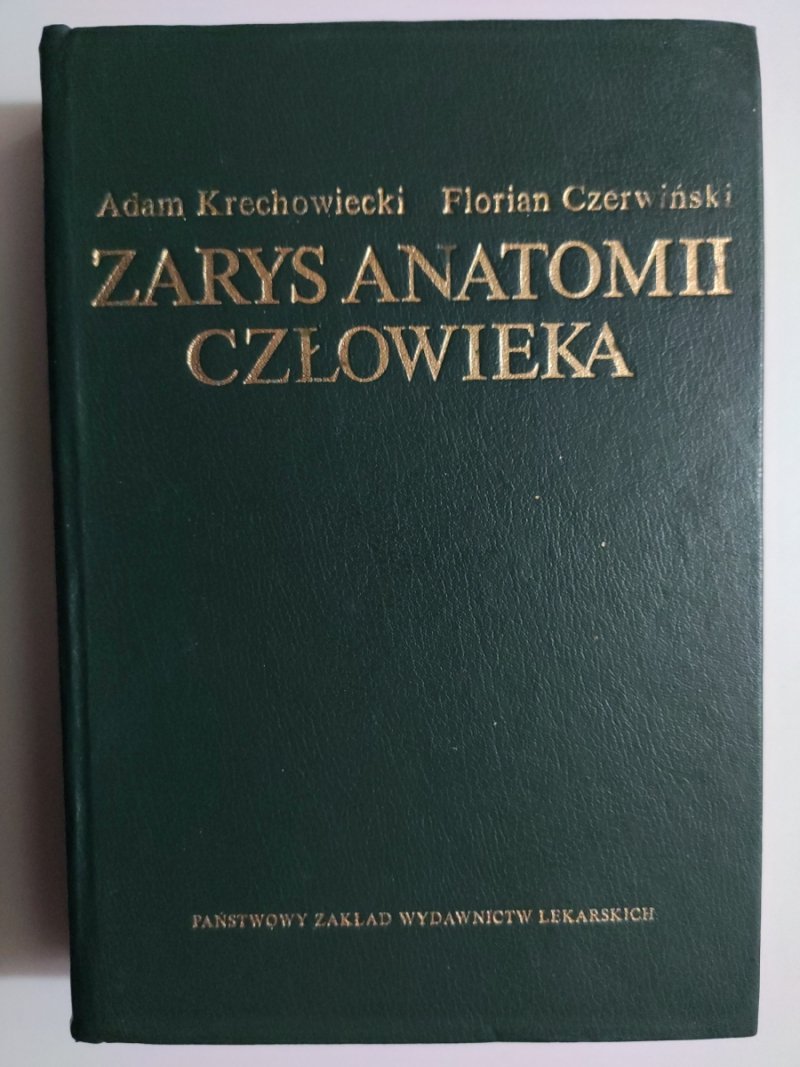 Adam Krechowiecki Florian Czerwiński
ZARYS ANATOMII
CZŁOWIEKA
PAŃSTWOWY ZAKŁAD WYDAWNICTW LEKARSKICH